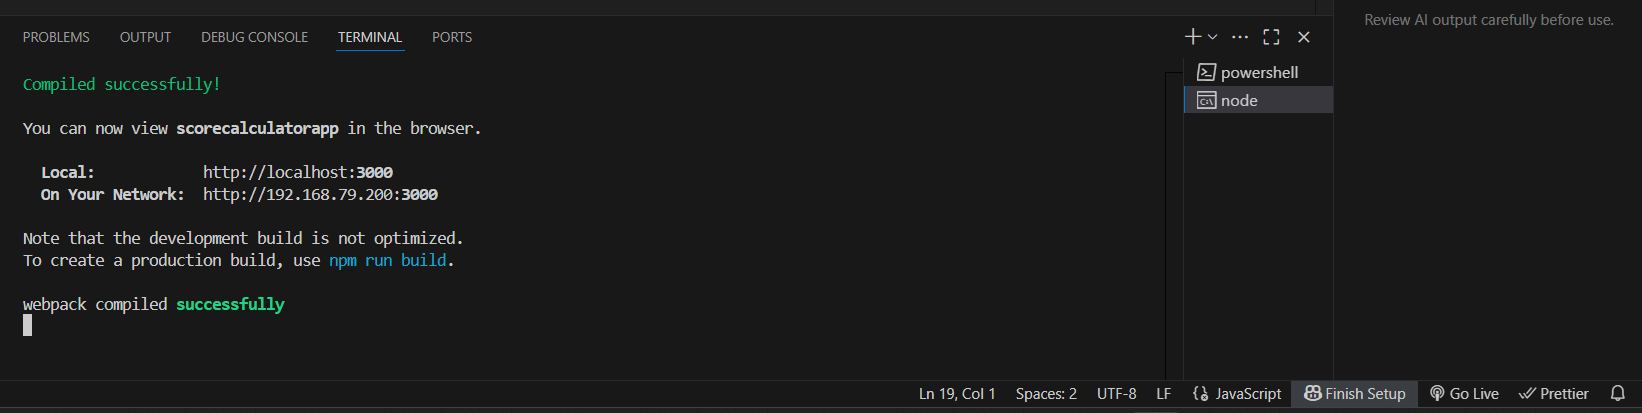 Review AI output carefully before use.
PROBLEMS OUTPUT DEBUG CONSOLE TERMINAL PORTS
Compiled successfully!
You can now view scorecalculatorapp in the browser.
Local: http://localhost:3000
On Your Network: http://192.168.79.200:3000
Note that the development build is not optimized.
To create a production build, use npm run build.
webpack compiled successfully
powershell
node
Ln 19, Col 1 Spaces: 2 UTF-8 LF JavaScript Finish Setup Go Live Prettier